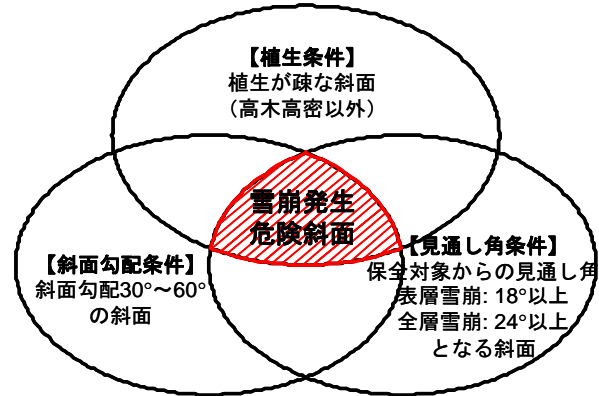 【植生条件】
植生が疎な斜面
（高木高密以外）
雪崩発生
危険斜面
【斜面勾配条件】
斜面勾配30°～60°
の斜面
【見通し角条件】
保全対象からの見通し角
表層雪崩: 18°以上
全層雪崩: 24°以上
となる斜面